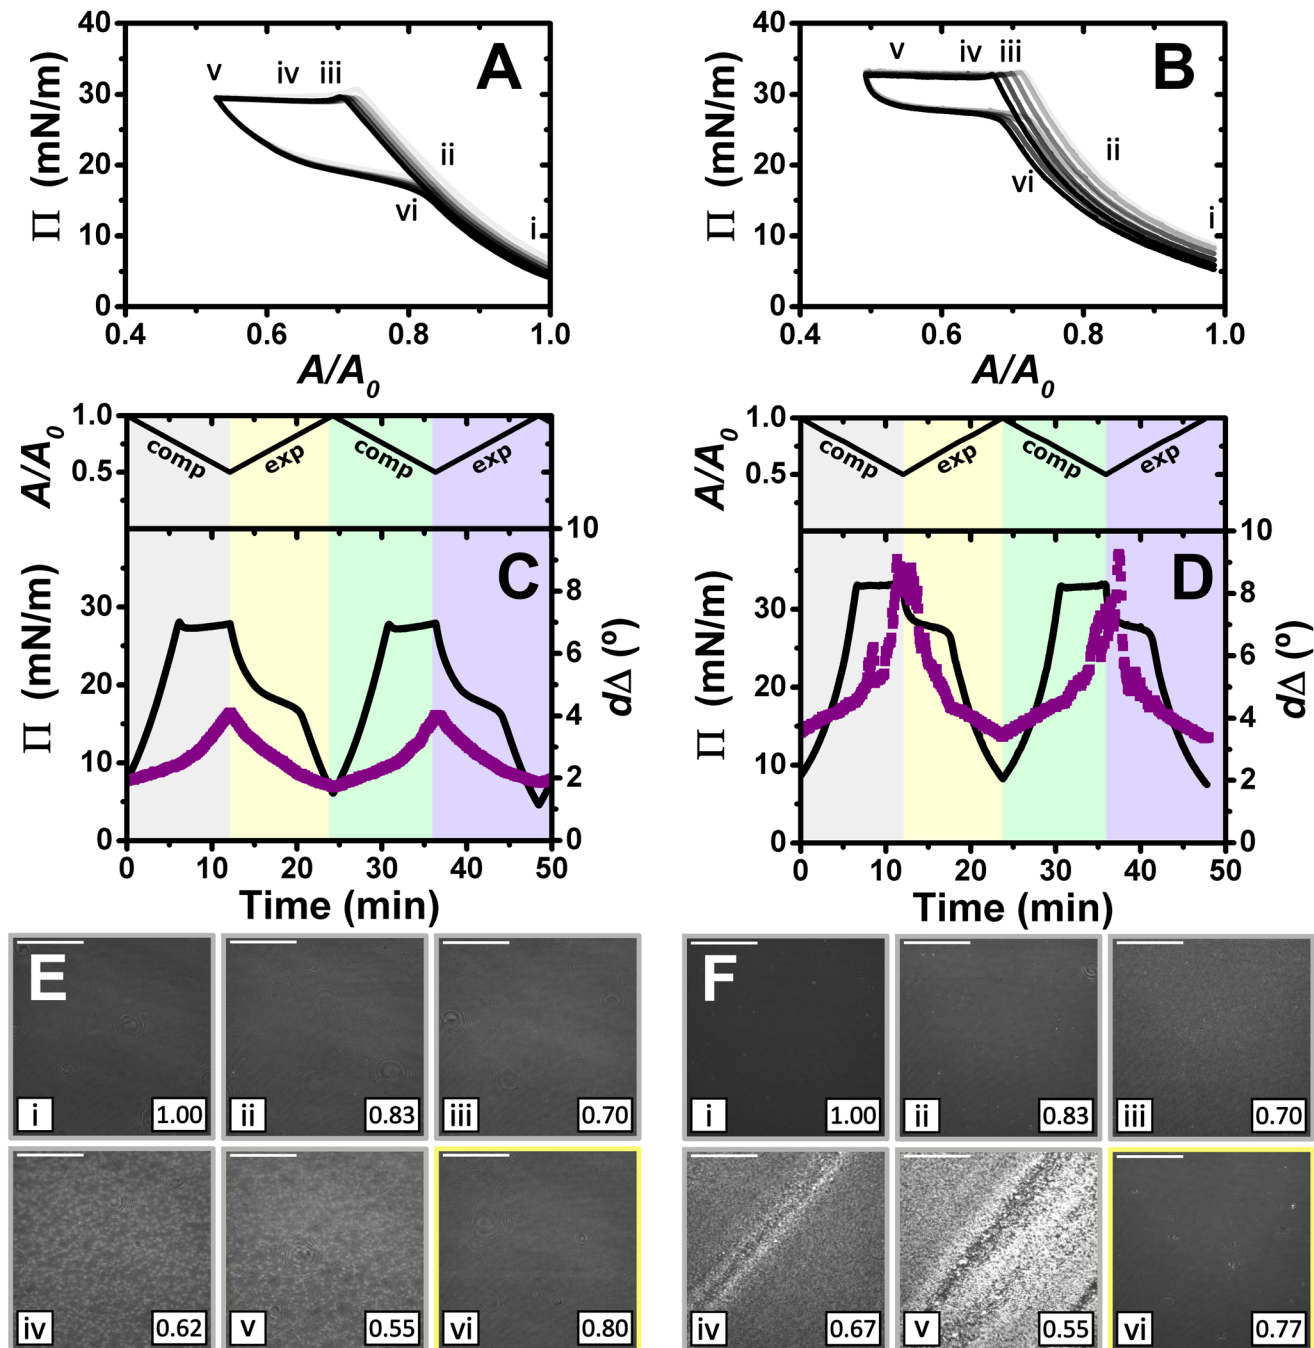 A
Π (mN/m)
40
30
20
10
0
v
iv
iii
ii
vi
i
0.4
0.6
0.8
1.0
A/A0
B
Π (mN/m)
40
30
20
10
0
v
iv
iii
ii
vi
i
0.4
0.6
0.8
1.0
A/A0
A/A0
1.0
0.5
comp
exp
comp
exp
C
Π (mN/m)
30
20
10
0
10
8
6
4
2
0
dΔ (º)
0
10
20
30
40
50
Time (min)
A/A0
1.0
0.5
comp
exp
comp
exp
D
Π (mN/m)
30
20
10
0
10
8
6
4
2
0
dΔ (º)
0
10
20
30
40
50
Time (min)
E
i
1.00
ii
0.83
iii
0.70
iv
0.62
v
0.55
vi
0.80
F
i
1.00
ii
0.83
iii
0.70
iv
0.67
v
0.55
vi
0.77